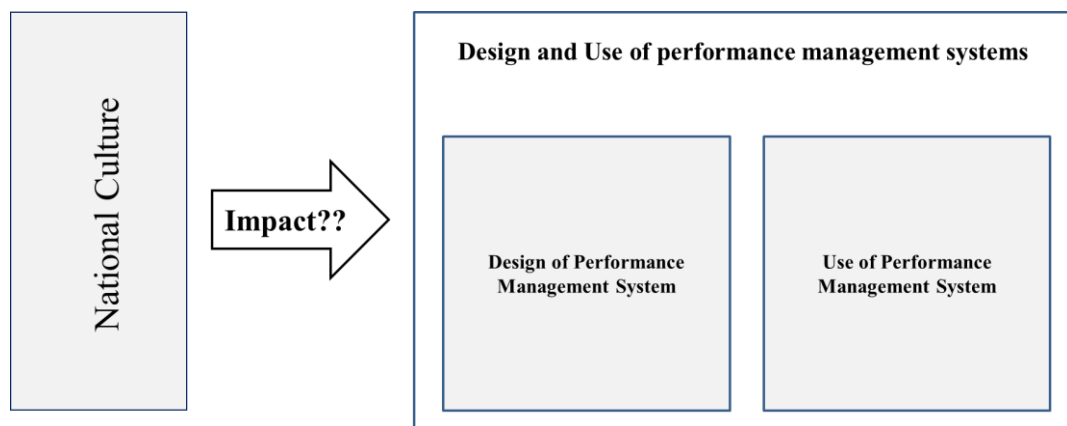 National Culture
Impact??
Design and Use of performance management systems
Design of Performance
Management System
Use of Performance
Management System